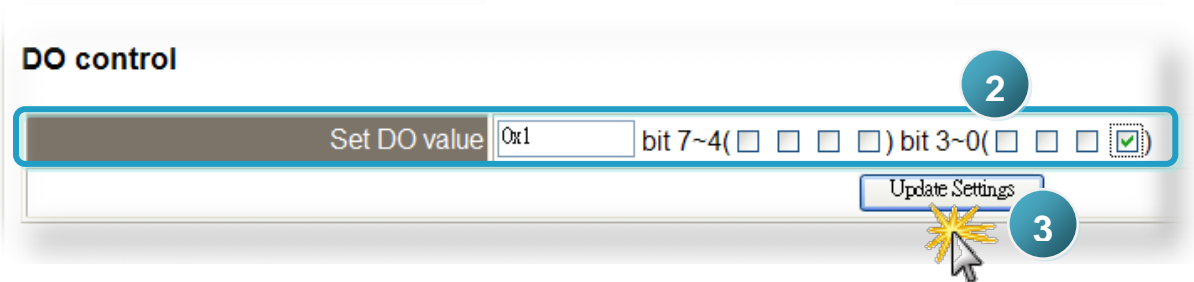 DO control
2
Set DO value 0x1 bit 7~4( ) bit 3~0( )
Update Settings
3